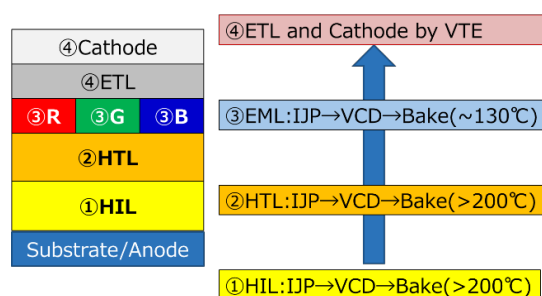 ④Cathode
④ETL
③R ③G ③B
②HTL
①HIL
Substrate/Anode
④ETL and Cathode by VTE
③EML:IJP→VCD→Bake(~130℃)
②HTL:IJP→VCD→Bake(>200℃)
①HIL:IJP→VCD→Bake(>200℃)